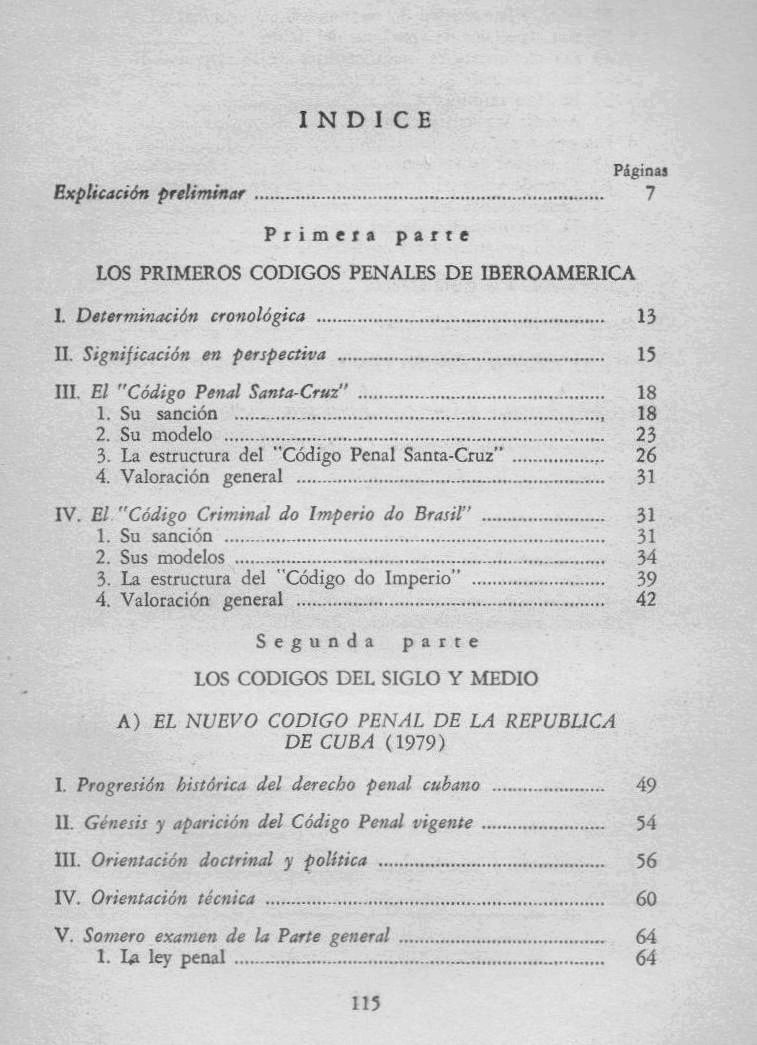 INDICE
Páginas
Explicación preliminar ........................................ 7
Primera parte
LOS PRIMEROS CODIGOS PENALES DE IBEROAMERICA
I. Determinación cronológica ........................................ 13
II. Significación en perspectiva ........................................ 15
III. El "Código Penal Santa-Cruz" ........................................ 18
1. Su sanción ........................................ 18
2. Su modelo ........................................ 23
3. La estructura del "Código Penal Santa-Cruz" .................. 26
4. Valoración general ........................................ 31
IV. El "Código Criminal do Imperio do Brasil" ........................ 31
1. Su sanción ........................................ 31
2. Sus modelos ........................................ 34
3. La estructura del "Código do Imperio" ........................ 39
4. Valoración general ........................................ 42
Segunda parte
LOS CODIGOS DEL SIGLO Y MEDIO
A) EL NUEVO CODIGO PENAL DE LA REPUBLICA
DE CUBA (1979)
I. Progresión histórica del derecho penal cubano ...................... 49
II. Génesis y aparición del Código Penal vigente ........................ 54
III. Orientación doctrinal y política ........................................ 56
IV. Orientación técnica ........................................ 60
V. Somero examen de la Parte general ........................................ 64
1. La ley penal ........................................ 64
115